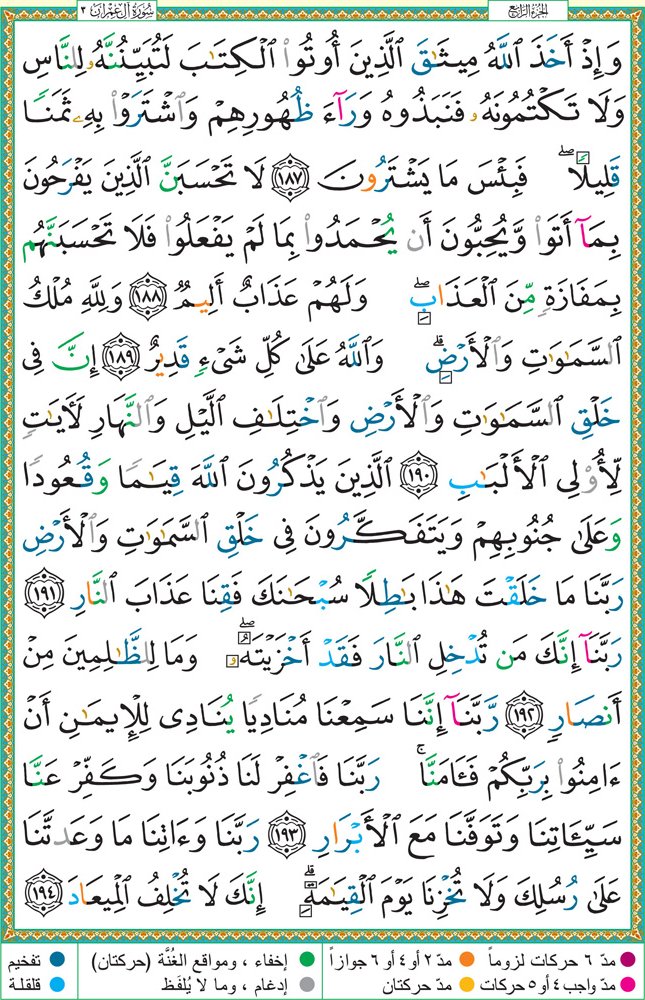 الجزء الرابع
سورة آل عمران ٣
وَإِذْ أَخَذَ ٱللَّهُ مِيثَٰقَ ٱلَّذِينَ أُوتُوا۟ ٱلْكِتَٰبَ لَتُبَيِّنُنَّهُۥ لِلنَّاسِ
وَلَا تَكْتُمُونَهُۥ فَنَبَذُوهُ وَرَآءَ ظُهُورِهِمْ وَٱشْتَرَوْا۟ بِهِۦ ثَمَنًا
قَلِيلًا ۖ فَبِئْسَ مَا يَشْتَرُونَ ١٨٧ لَا تَحْسَبَنَّ ٱلَّذِينَ يَفْرَحُونَ
بِمَآ أَتَوا۟ وَّيُحِبُّونَ أَن يُحْمَدُوا۟ بِمَا لَمْ يَفْعَلُوا۟ فَلَا تَحْسَبَنَّهُم
بِمَفَازَةٍ مِّنَ ٱلْعَذَابِ ۖ وَلَهُمْ عَذَابٌ أَلِيمٌ ١٨٨ وَلِلَّهِ مُلْكُ
ٱلسَّمَٰوَٰتِ وَٱلْأَرْضِ ۗ وَٱللَّهُ عَلَىٰ كُلِّ شَىْءٍ قَدِيرٌ ١٨٩ إِنَّ فِى
خَلْقِ ٱلسَّمَٰوَٰتِ وَٱلْأَرْضِ وَٱخْتِلَٰفِ ٱلَّيْلِ وَٱلنَّهَارِ لَءَايَٰتٍ
لِّأُو۟لِى ٱلْأَلْبَٰبِ ١٩٠ ٱلَّذِينَ يَذْكُرُونَ ٱللَّهَ قِيَٰمًا وَقُعُودًا
وَعَلَىٰ جُنُوبِهِمْ وَيَتَفَكَّرُونَ فِى خَلْقِ ٱلسَّمَٰوَٰتِ وَٱلْأَرْضِ
رَبَّنَا مَا خَلَقْتَ هَٰذَا بَٰطِلًا سُبْحَٰنَكَ فَقِنَا عَذَابَ ٱلنَّارِ ١٩١
رَبَّنَآ إِنَّكَ مَن تُدْخِلِ ٱلنَّارَ فَقَدْ أَخْزَيْتَهُۥ ۖ وَمَا لِلظَّٰلِمِينَ مِنْ
أَنصَارٍ ١٩٢ رَّبَّنَآ إِنَّنَا سَمِعْنَا مُنَادِيًا يُنَادِى لِلْإِيمَٰنِ أَنْ
ءَامِنُوا۟ بِرَبِّكُمْ فَـَٔامَنَّا ۚ رَبَّنَا فَٱغْفِرْ لَنَا ذُنُوبَنَا وَكَفِّرْ عَنَّا
سَيِّـَٔاتِنَا وَتَوَفَّنَا مَعَ ٱلْأَبْرَارِ ١٩٣ رَبَّنَا وَءَاتِنَا مَا وَعَدتَّنَا
عَلَىٰ رُسُلِكَ وَلَا تُخْزِنَا يَوْمَ ٱلْقِيَٰمَةِ ۗ إِنَّكَ لَا تُخْلِفُ ٱلْمِيعَادَ ١٩٤
مدّ ٦ حركات لزوماً مدّ ٢ أو ٤ أو ٦ جوازاً إخفاء ، ومواقع الغُنَّة (حركتان) تفخيم
مدّ واجب ٤ أو ٥ حركات مدّ حركتان إدغام ، وما لا يُلفَظ قلقلة